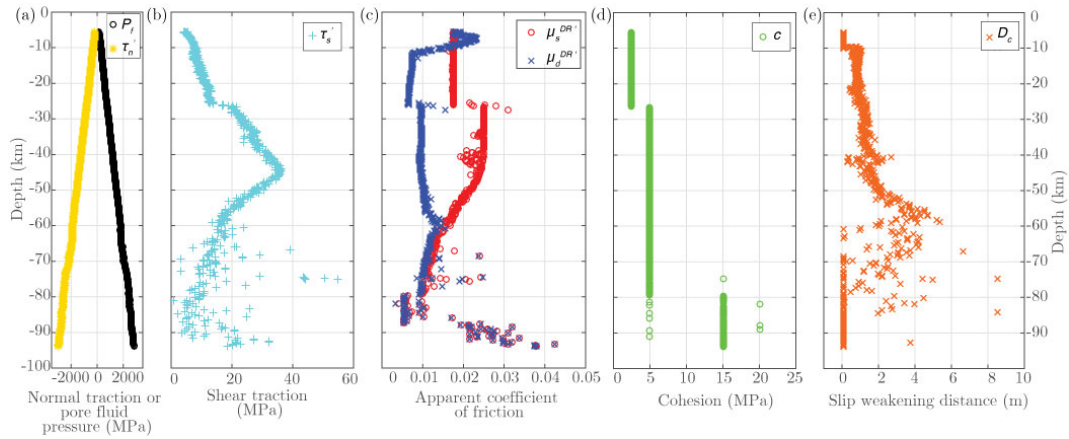 (a)
P_f
τ_n'
0
-10
-20
-30
-40
-50
-60
-70
-80
-90
-100
Depth (km)
-2000
0
2000
Normal traction or
pore fluid
pressure (MPa)
(b)
τ_s'
0
20
40
60
Shear traction
(MPa)
(c)
μ_s^DR'
μ_d^DR'
0
0.01
0.02
0.03
0.04
0.05
Apparent coefficient
of friction
(d)
c
0
5
10
15
20
25
Cohesion (MPa)
(e)
D_c
0
2
4
6
8
10
Slip weakening distance (m)
0
-10
-20
-30
-40
-50
-60
-70
-80
-90
Depth (km)